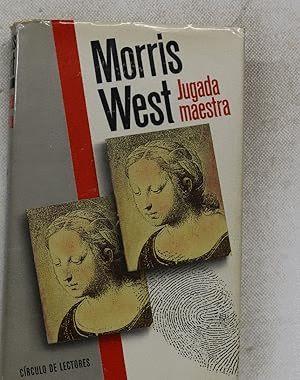 Morris
West
Jugada
maestra
CÍRCULO DE LECTORES